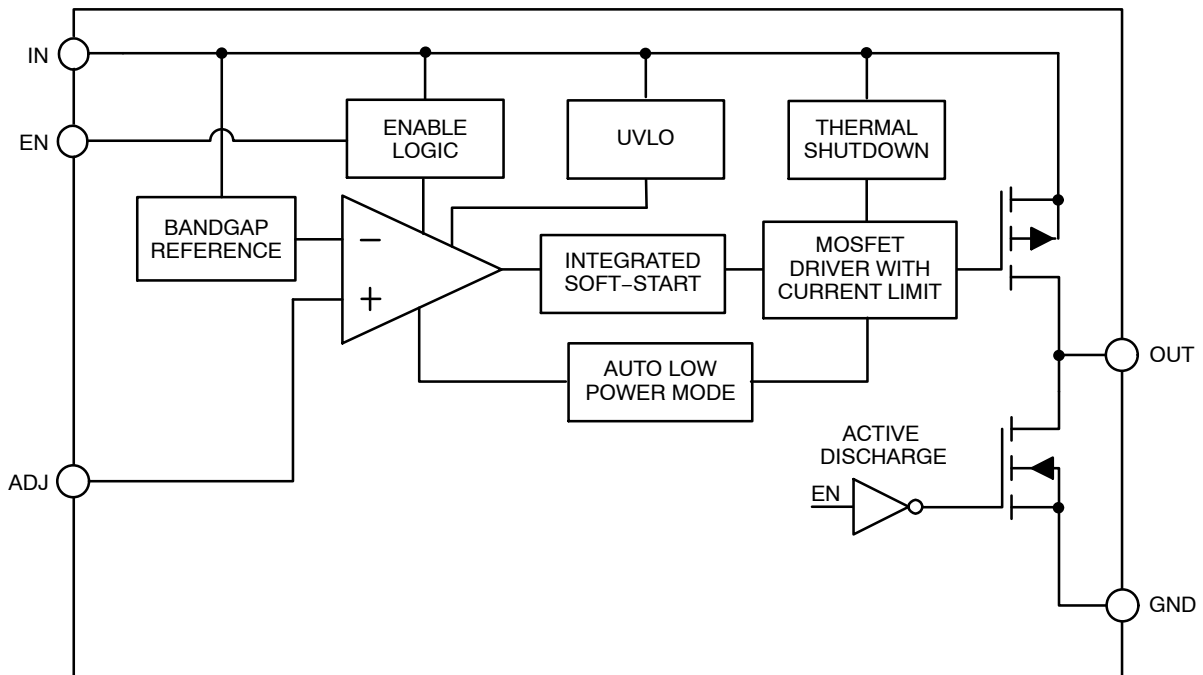 IN
EN
ENABLE
LOGIC
UVLO
THERMAL
SHUTDOWN
BANDGAP
REFERENCE
−
+
INTEGRATED
SOFT−START
MOSFET
DRIVER WITH
CURRENT LIMIT
AUTO LOW
POWER MODE
OUT
ACTIVE
DISCHARGE
ADJ
EN
GND